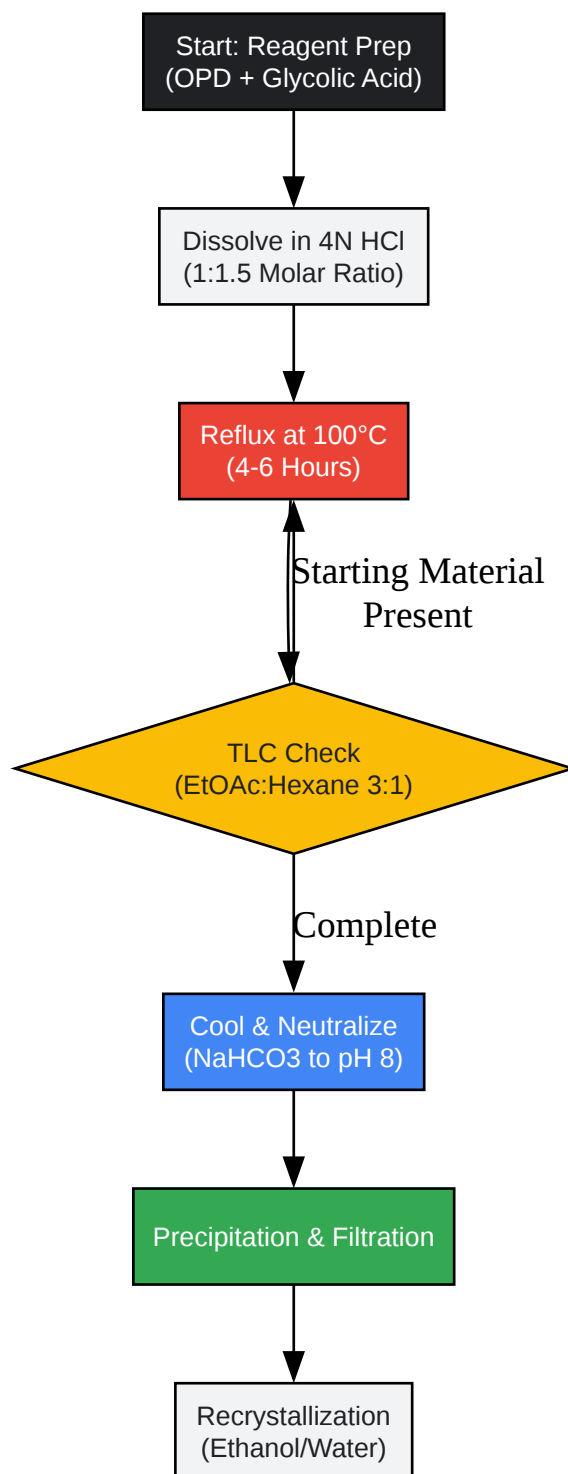 Start: Reagent Prep
(OPD + Glycolic Acid)
Dissolve in 4N HCl
(1:1.5 Molar Ratio)
Reflux at 100°C
(4-6 Hours)
Starting Material
Present
TLC Check
(EtOAc:Hexane 3:1)
Complete
Cool & Neutralize
(NaHCO3 to pH 8)
Precipitation & Filtration
Recrystallization
(Ethanol/Water)